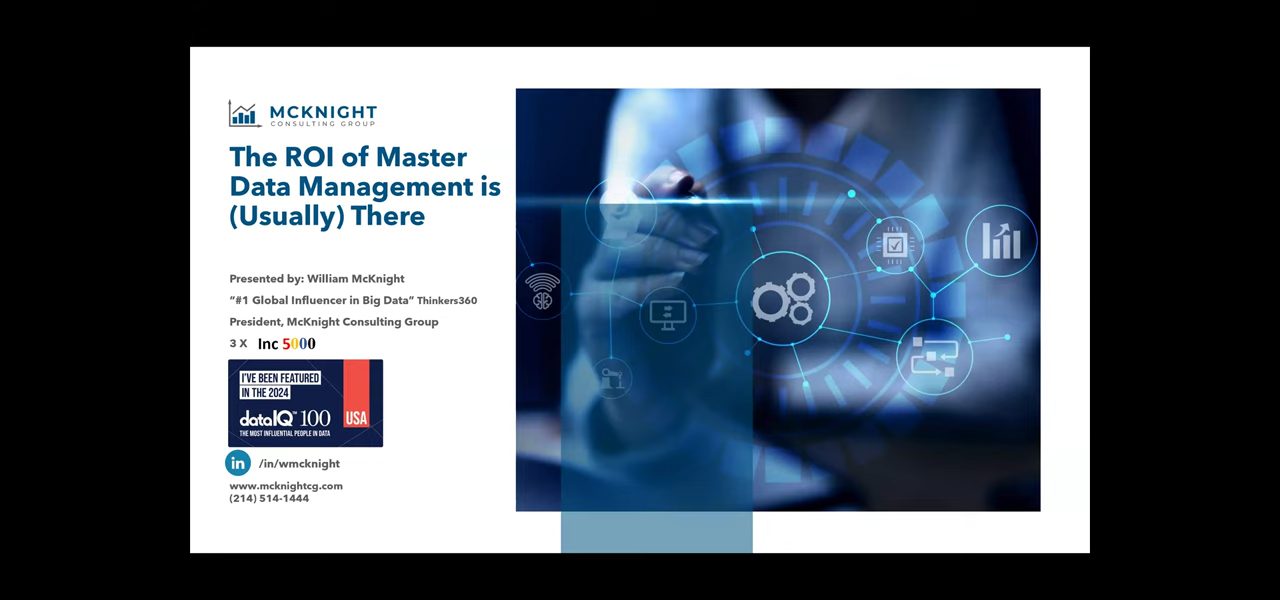 MCKNIGHT
CONSULTING GROUP
The ROI of Master
Data Management is
(Usually) There
Presented by: William McKnight
"#1 Global Influencer in Big Data" Thinkers360
President, McKnight Consulting Group
3 X Inc 5000
I'VE BEEN FEATURED
IN THE 2024
dataIQ™ 100
USA
THE MOST INFLUENTIAL PEOPLE IN DATA
in /in/wmcknight
www.mcknightcg.com
(214) 514-1444